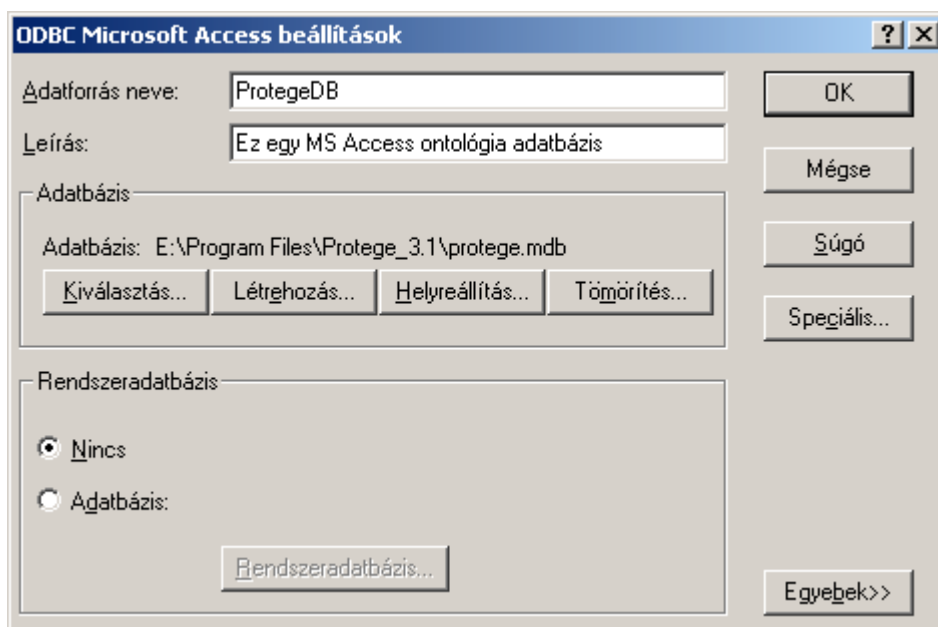 ODBC Microsoft Access beállítások
Adatforrás neve: ProtegeDB
OK
Leírás: Ez egy MS Access ontológia adatbázis
Mégse
Adatbázis
Adatbázis: E:\Program Files\Protege_3.1\protege.mdb
Súgó
Kiválasztás... Létrehozás... Helyreállítás... Tömörítés...
Speciális...
Rendszeradatbázis
Nincs
Adatbázis:
Rendszeradatbázis...
Egyebek>>